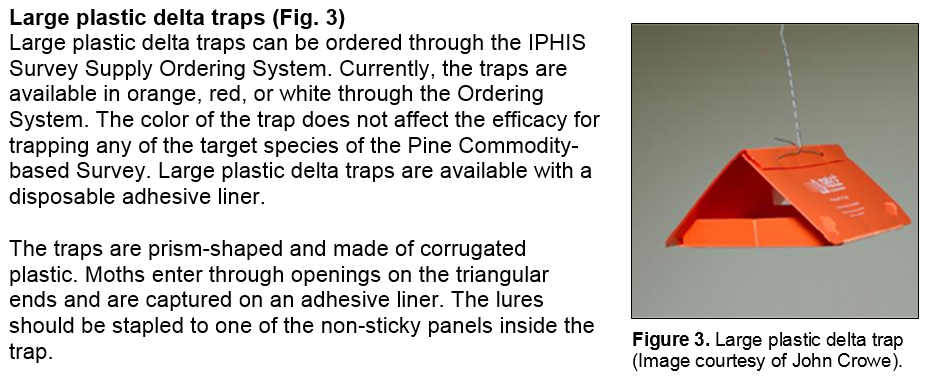 Large plastic delta traps (Fig. 3)
Large plastic delta traps can be ordered through the IPHIS
Survey Supply Ordering System. Currently, the traps are
available in orange, red, or white through the Ordering
System. The color of the trap does not affect the efficacy for
trapping any of the target species of the Pine Commodity-
based Survey. Large plastic delta traps are available with a
disposable adhesive liner.
The traps are prism-shaped and made of corrugated
plastic. Moths enter through openings on the triangular
ends and are captured on an adhesive liner. The lures
should be stapled to one of the non-sticky panels inside the
trap.
Figure 3. Large plastic delta trap
(Image courtesy of John Crowe).